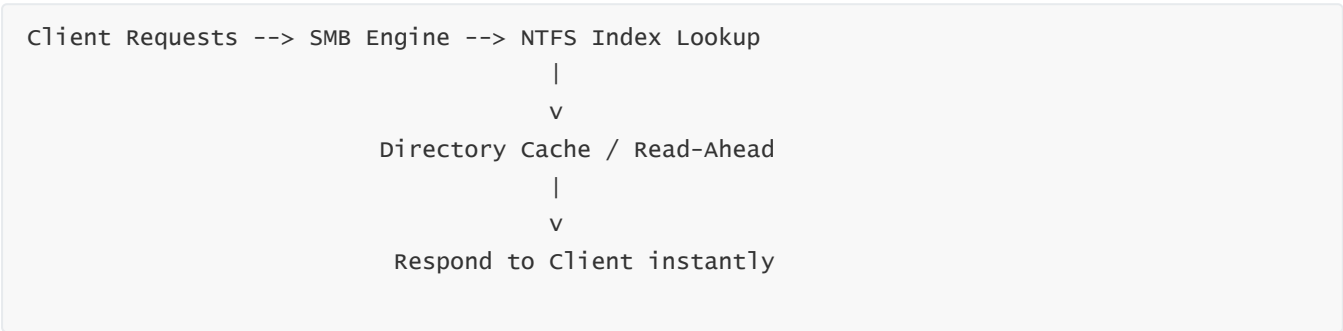 Client Requests --> SMB Engine --> NTFS Index Lookup
|
v
Directory Cache / Read-Ahead
|
v
Respond to Client instantly